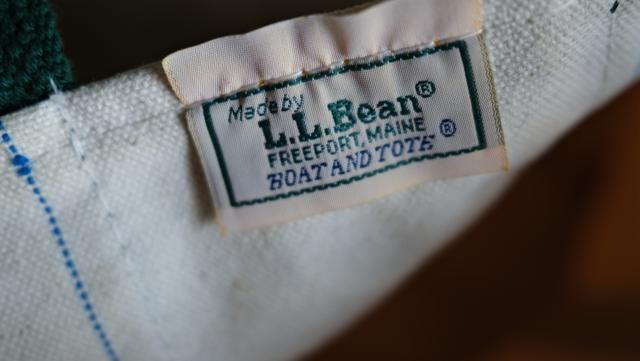 Made by
L.L.Bean®
FREEPORT, MAINE
BOAT AND TOTE®